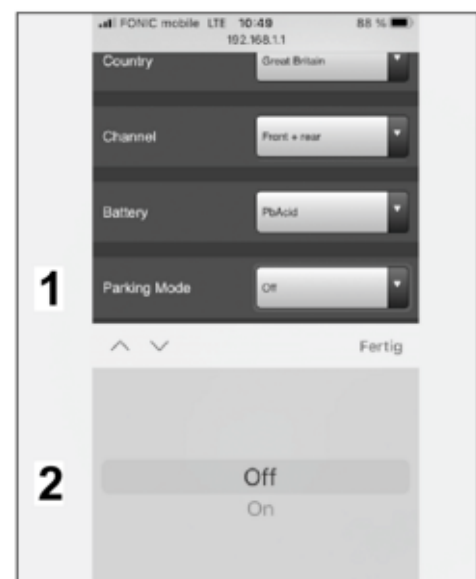 FONIC mobile LTE 10:49 88 %
192.168.1.1
Country Great Britain
Channel Front + rear
Battery PbAcid
1 Parking Mode Off
Fertig
2 Off
On